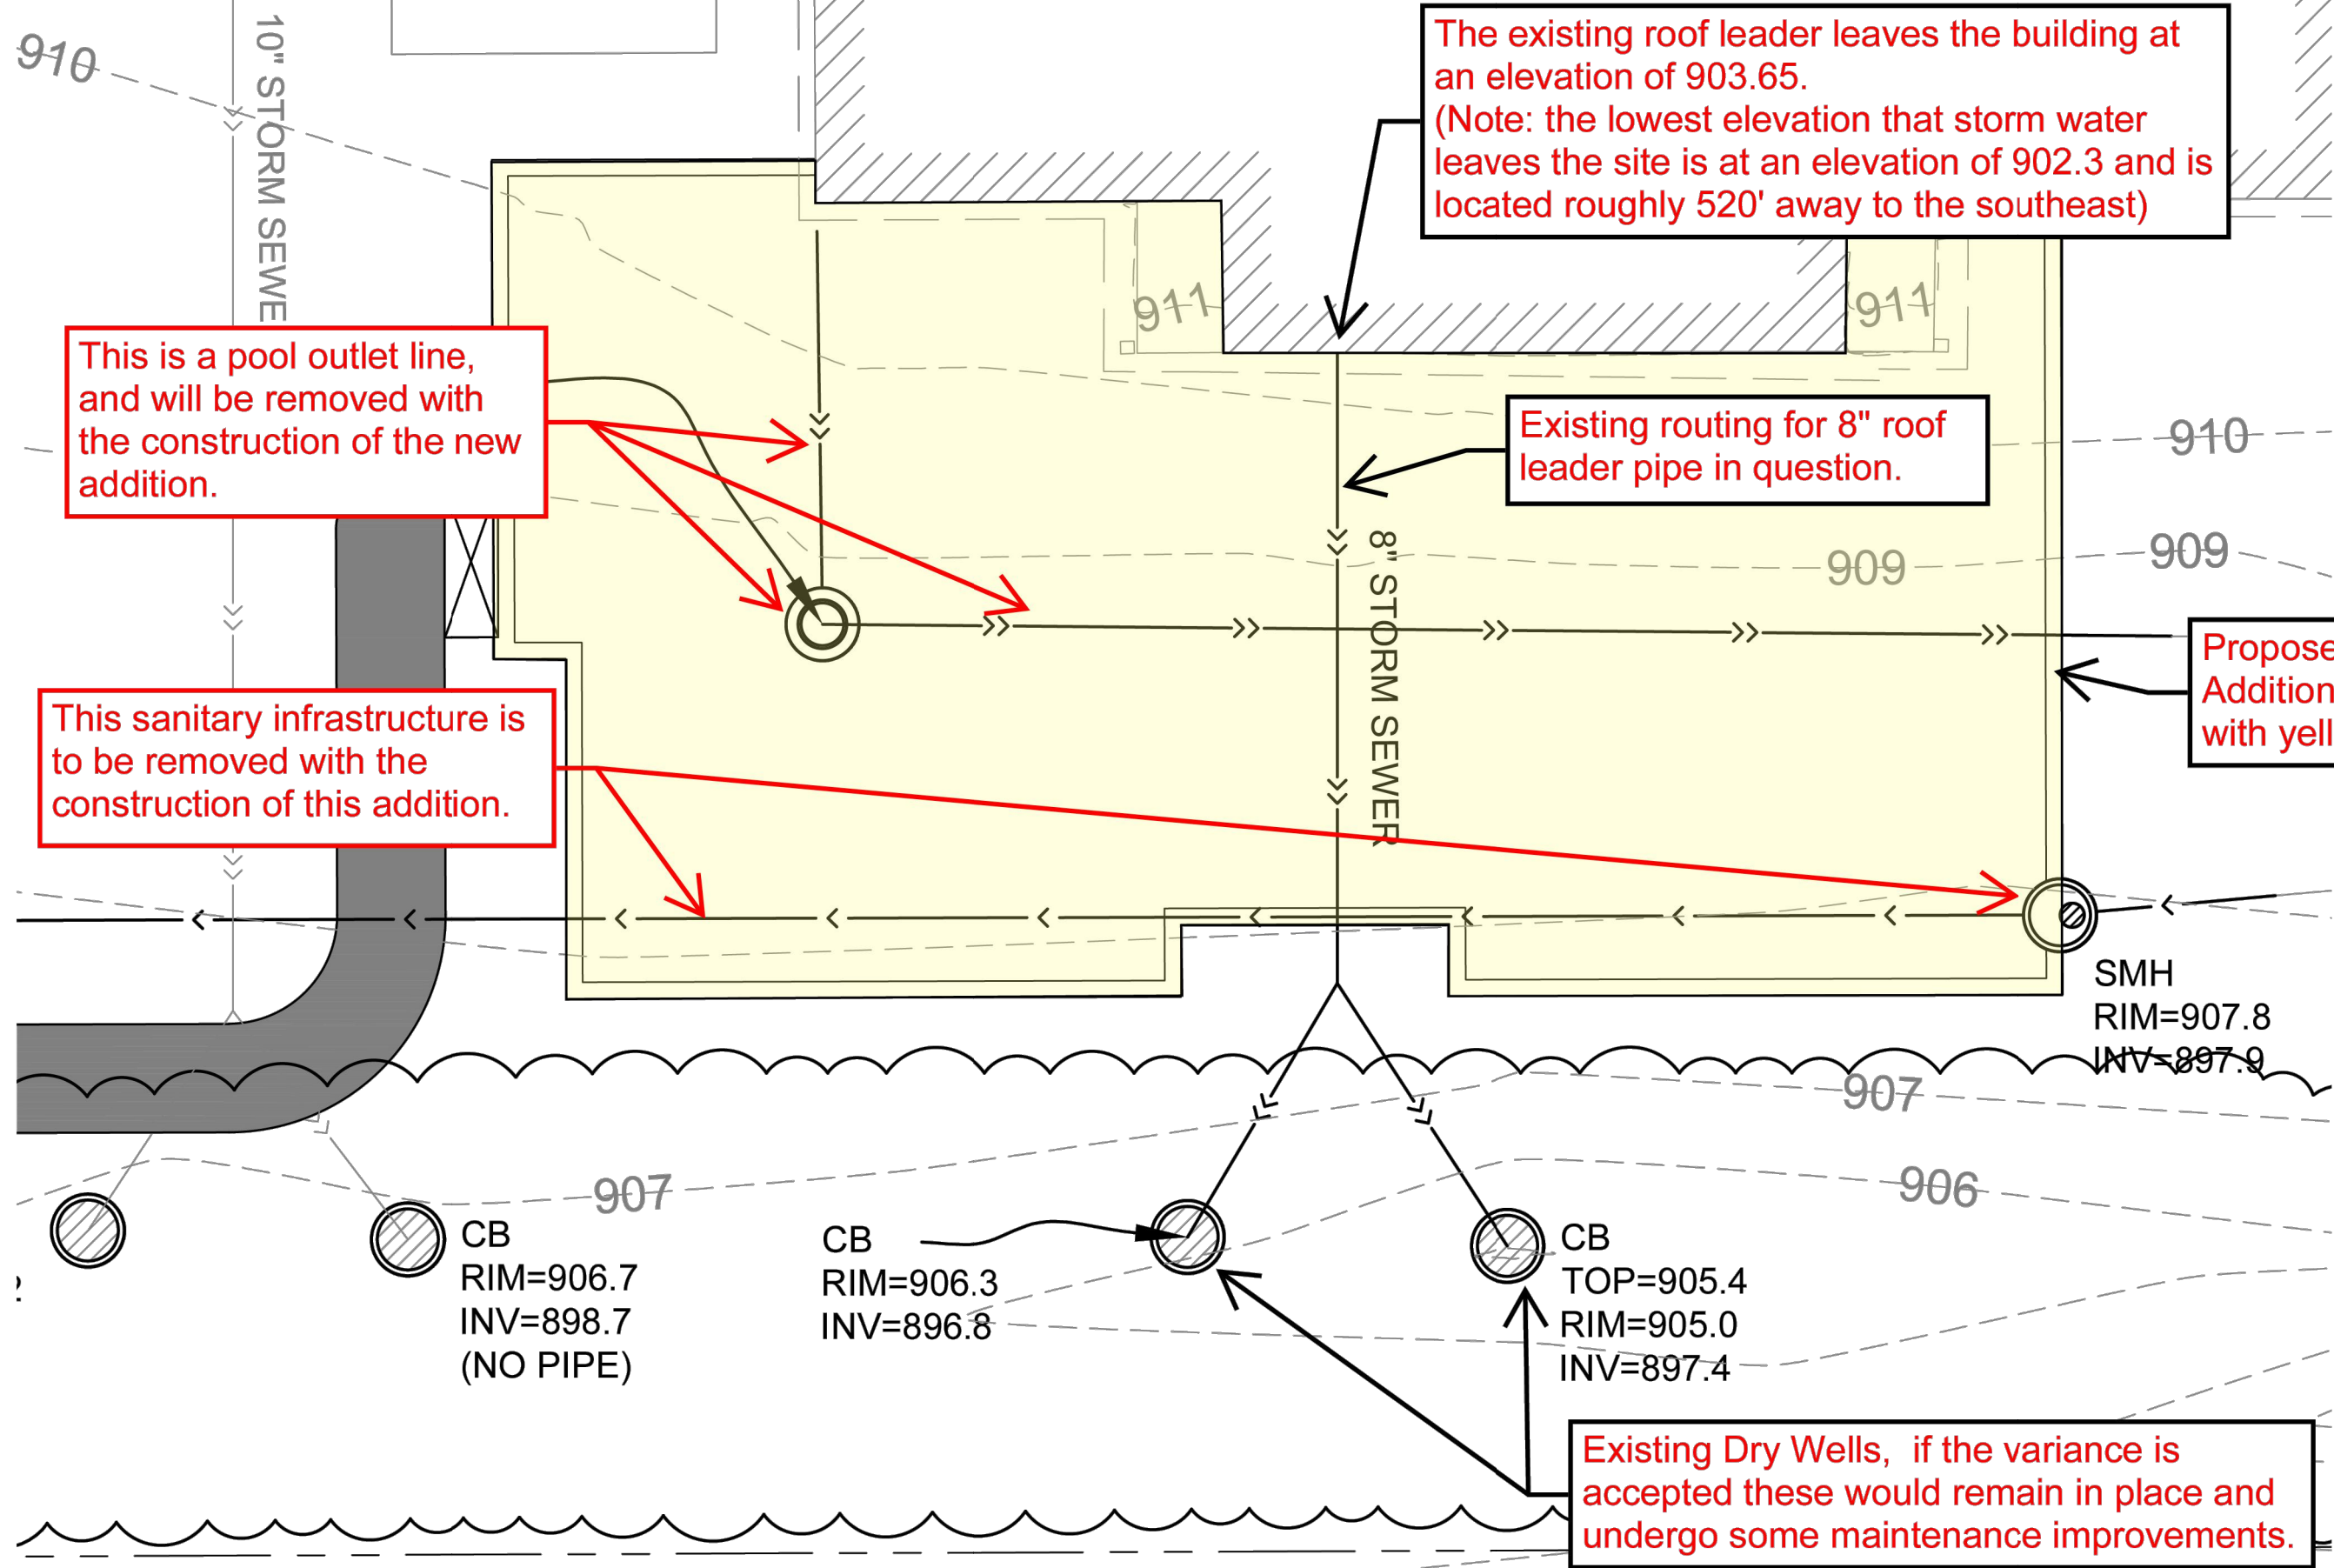 910
10" STORM SEWE
The existing roof leader leaves the building at
an elevation of 903.65.
(Note: the lowest elevation that storm water
leaves the site is at an elevation of 902.3 and is
located roughly 520' away to the southeast)
911
911
This is a pool outlet line,
and will be removed with
the construction of the new
addition.
Existing routing for 8" roof
leader pipe in question.
910
909
909
8" STORM SEWER
Propose
Addition
with yell
This sanitary infrastructure is
to be removed with the
construction of this addition.
SMH
RIM=907.8
INV=897.9
907
907
906
CB
RIM=906.7
INV=898.7
(NO PIPE)
CB
RIM=906.3
INV=896.8
CB
TOP=905.4
RIM=905.0
INV=897.4
Existing Dry Wells, if the variance is
accepted these would remain in place and
undergo some maintenance improvements.